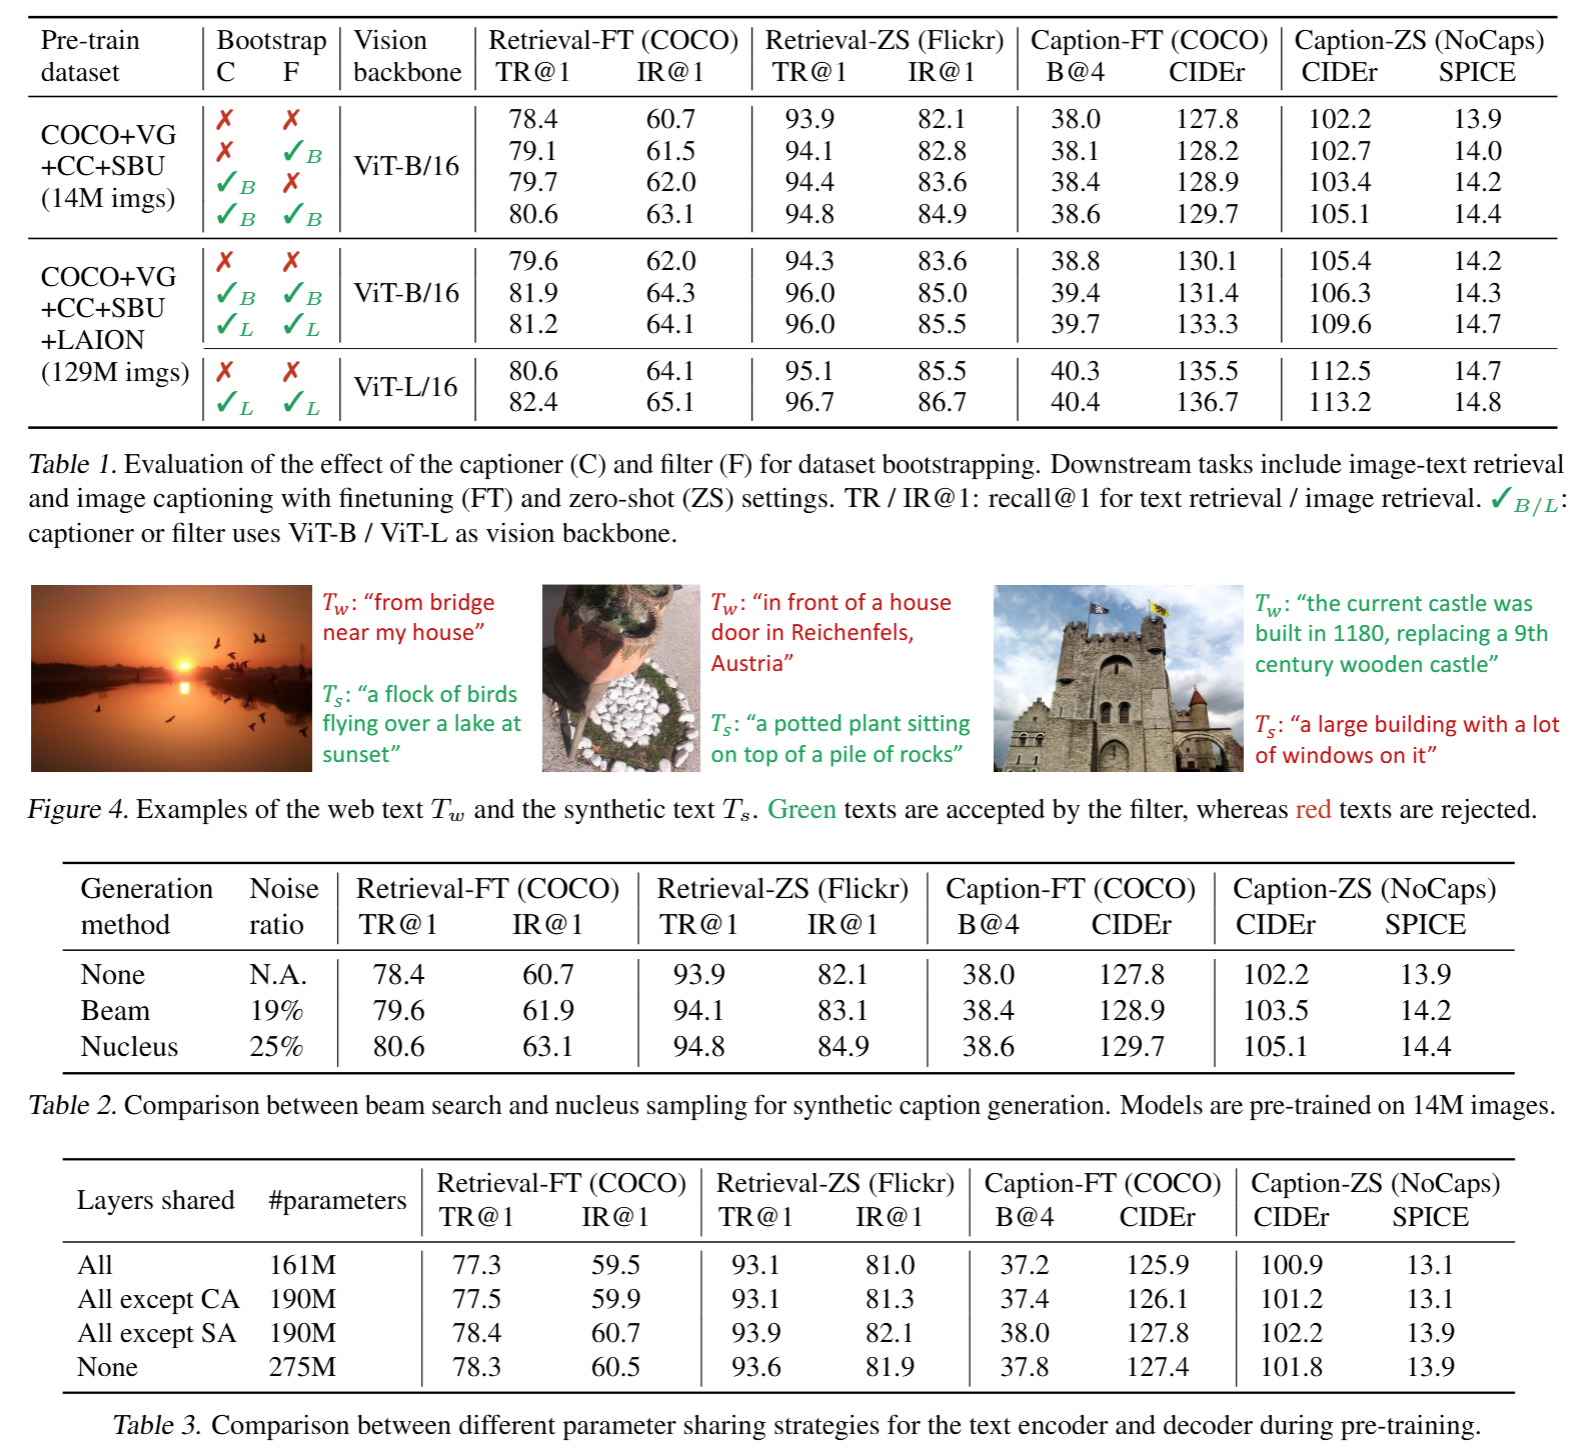 Pre-train dataset | Bootstrap C F | Vision backbone | Retrieval-FT (COCO) TR@1 IR@1 | Retrieval-ZS (Flickr) TR@1 IR@1 | Caption-FT (COCO) B@4 CIDEr | Caption-ZS (NoCaps) CIDEr SPICE
COCO+VG +CC+SBU (14M imgs) | ✗ ✗ | ViT-B/16 | 78.4 60.7 | 93.9 82.1 | 38.0 127.8 | 102.2 13.9
✗ ✓B | 79.1 61.5 | 94.1 82.8 | 38.1 128.2 | 102.7 14.0
✓B ✗ | 79.7 62.0 | 94.4 83.6 | 38.4 128.9 | 103.4 14.2
✓B ✓B | 80.6 63.1 | 94.8 84.9 | 38.6 129.7 | 105.1 14.4
COCO+VG +CC+SBU +LAION (129M imgs) | ✗ ✗ | ViT-B/16 | 79.6 62.0 | 94.3 83.6 | 38.8 130.1 | 105.4 14.2
✓B ✓B | 81.9 64.3 | 96.0 85.0 | 39.4 131.4 | 106.3 14.3
✓L ✓L | 81.2 64.1 | 96.0 85.5 | 39.7 133.3 | 109.6 14.7
✗ ✗ | ViT-L/16 | 80.6 64.1 | 95.1 85.5 | 40.3 135.5 | 112.5 14.7
✓L ✓L | 82.4 65.1 | 96.7 86.7 | 40.4 136.7 | 113.2 14.8
Table 1. Evaluation of the effect of the captioner (C) and filter (F) for dataset bootstrapping. Downstream tasks include image-text retrieval
and image captioning with finetuning (FT) and zero-shot (ZS) settings. TR / IR@1: recall@1 for text retrieval / image retrieval. ✓B/L:
captioner or filter uses ViT-B / ViT-L as vision backbone.
Tw: “from bridge
near my house”
Ts: “a flock of birds
flying over a lake at
sunset”
Tw: “in front of a house
door in Reichenfels,
Austria”
Ts: “a potted plant sitting
on top of a pile of rocks”
Tw: “the current castle was
built in 1180, replacing a 9th
century wooden castle”
Ts: “a large building with a lot
of windows on it”
Figure 4. Examples of the web text Tw and the synthetic text Ts. Green texts are accepted by the filter, whereas red texts are rejected.
Generation method | Noise ratio | Retrieval-FT (COCO) TR@1 IR@1 | Retrieval-ZS (Flickr) TR@1 IR@1 | Caption-FT (COCO) B@4 CIDEr | Caption-ZS (NoCaps) CIDEr SPICE
None | N.A. | 78.4 60.7 | 93.9 82.1 | 38.0 127.8 | 102.2 13.9
Beam | 19% | 79.6 61.9 | 94.1 83.1 | 38.4 128.9 | 103.5 14.2
Nucleus | 25% | 80.6 63.1 | 94.8 84.9 | 38.6 129.7 | 105.1 14.4
Table 2. Comparison between beam search and nucleus sampling for synthetic caption generation. Models are pre-trained on 14M images.
Layers shared | #parameters | Retrieval-FT (COCO) TR@1 IR@1 | Retrieval-ZS (Flickr) TR@1 IR@1 | Caption-FT (COCO) B@4 CIDEr | Caption-ZS (NoCaps) CIDEr SPICE
All | 161M | 77.3 59.5 | 93.1 81.0 | 37.2 125.9 | 100.9 13.1
All except CA | 190M | 77.5 59.9 | 93.1 81.3 | 37.4 126.1 | 101.2 13.1
All except SA | 190M | 78.4 60.7 | 93.9 82.1 | 38.0 127.8 | 102.2 13.9
None | 275M | 78.3 60.5 | 93.6 81.9 | 37.8 127.4 | 101.8 13.9
Table 3. Comparison between different parameter sharing strategies for the text encoder and decoder during pre-training.